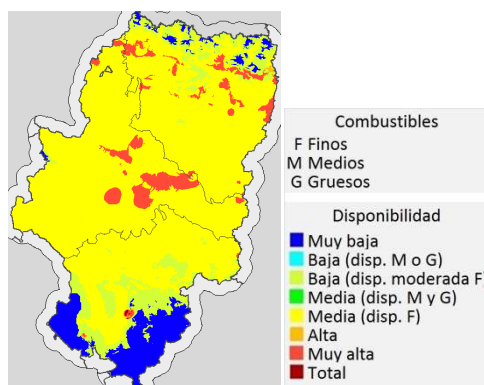 Combustibles
F Finos
M Medios
G Gruesos
Disponibilidad
Muy baja
Baja (disp. M o G)
Baja (disp. moderada F)
Media (disp. M y G)
Media (disp. F)
Alta
Muy alta
Total